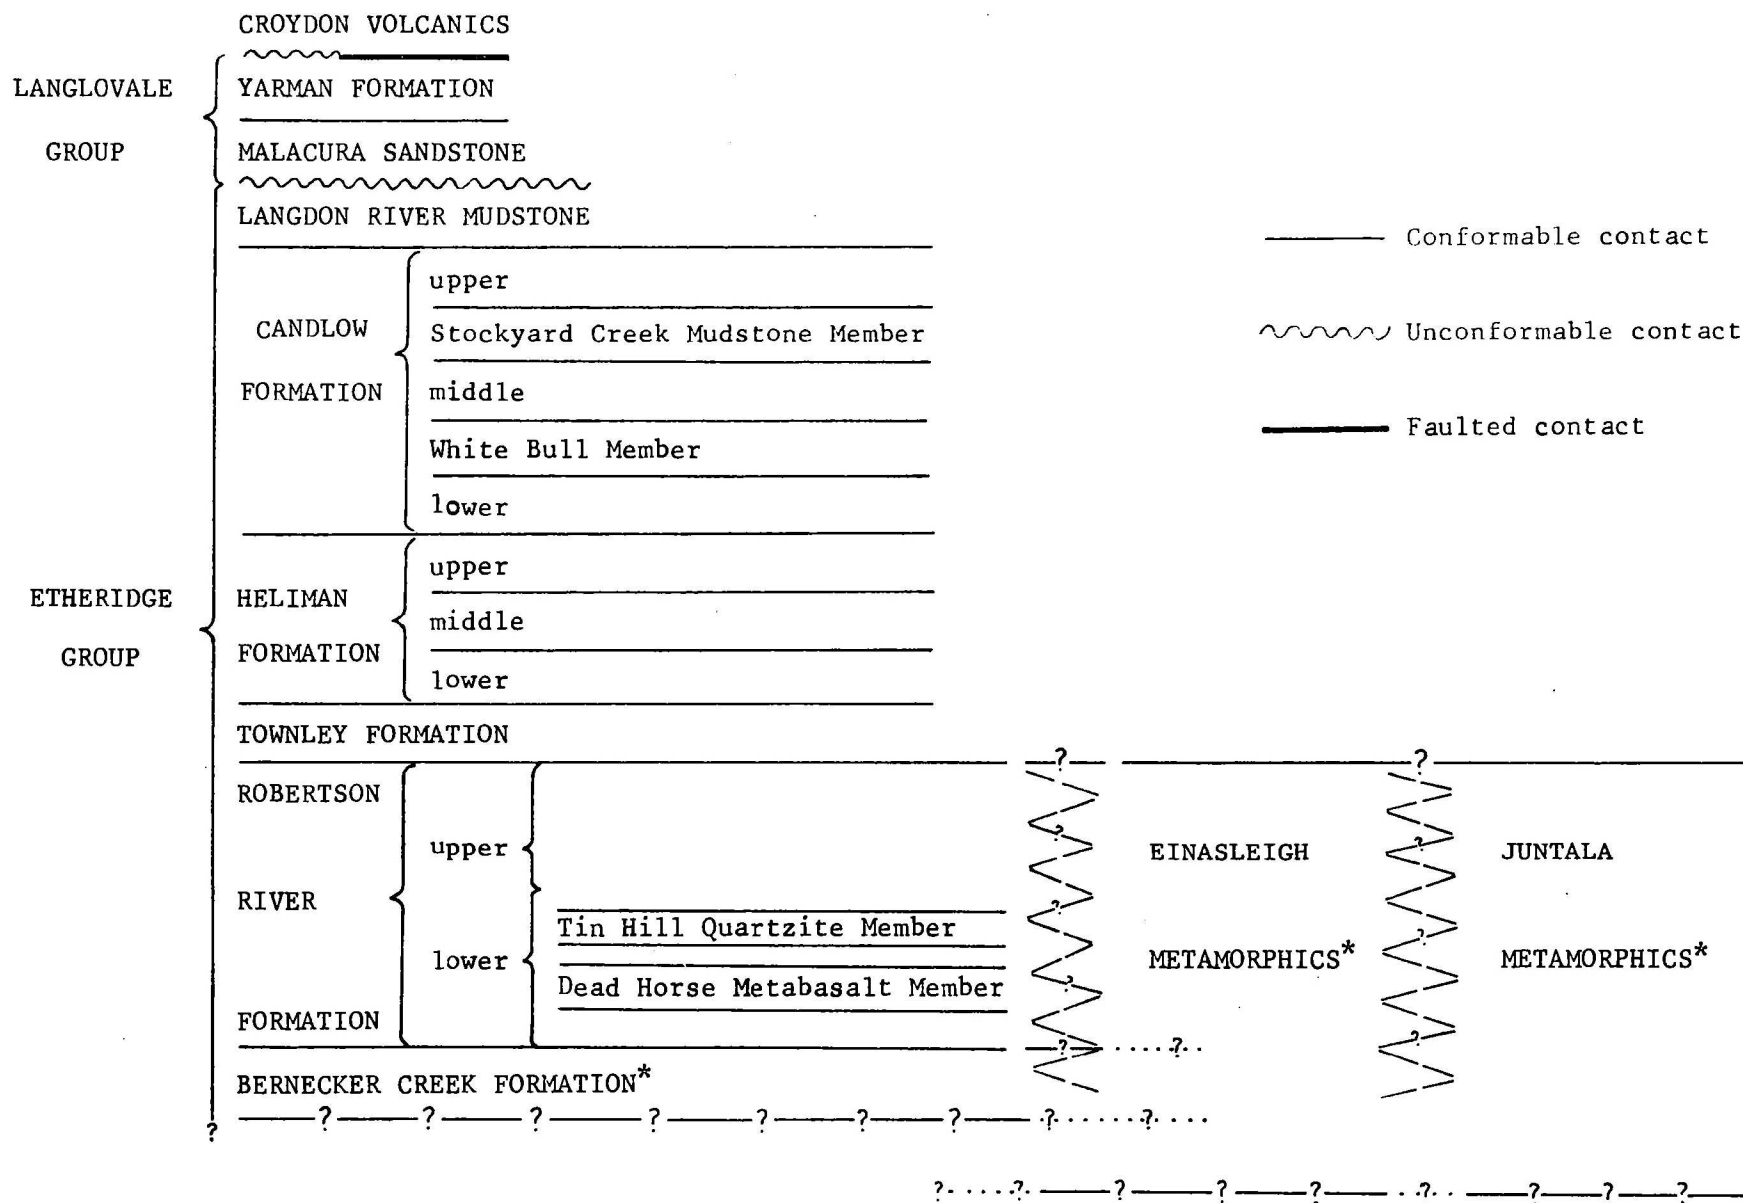 CROYDON VOLCANICS
LANGLOVALE
GROUP
YARMAN FORMATION
MALACURA SANDSTONE
LANGDON RIVER MUDSTONE
CANDLOW
FORMATION
upper
Stockyard Creek Mudstone Member
middle
White Bull Member
lower
ETHERIDGE
GROUP
HELIMAN
FORMATION
upper
middle
lower
TOWNLEY FORMATION
? ?
ROBERTSON
RIVER
FORMATION
upper
lower
Tin Hill Quartzite Member
Dead Horse Metabasalt Member
? ? ?
? ? ?
? ?
EINASLEIGH
METAMORPHICS*
JUNTALA
METAMORPHICS*
? ?
BERNECKER CREEK FORMATION*
? ? ? ? ? ? ? ? ? ?
? ? ? ? ? ? ? ? ?
Conformable contact
Unconformable contact
Faulted contact